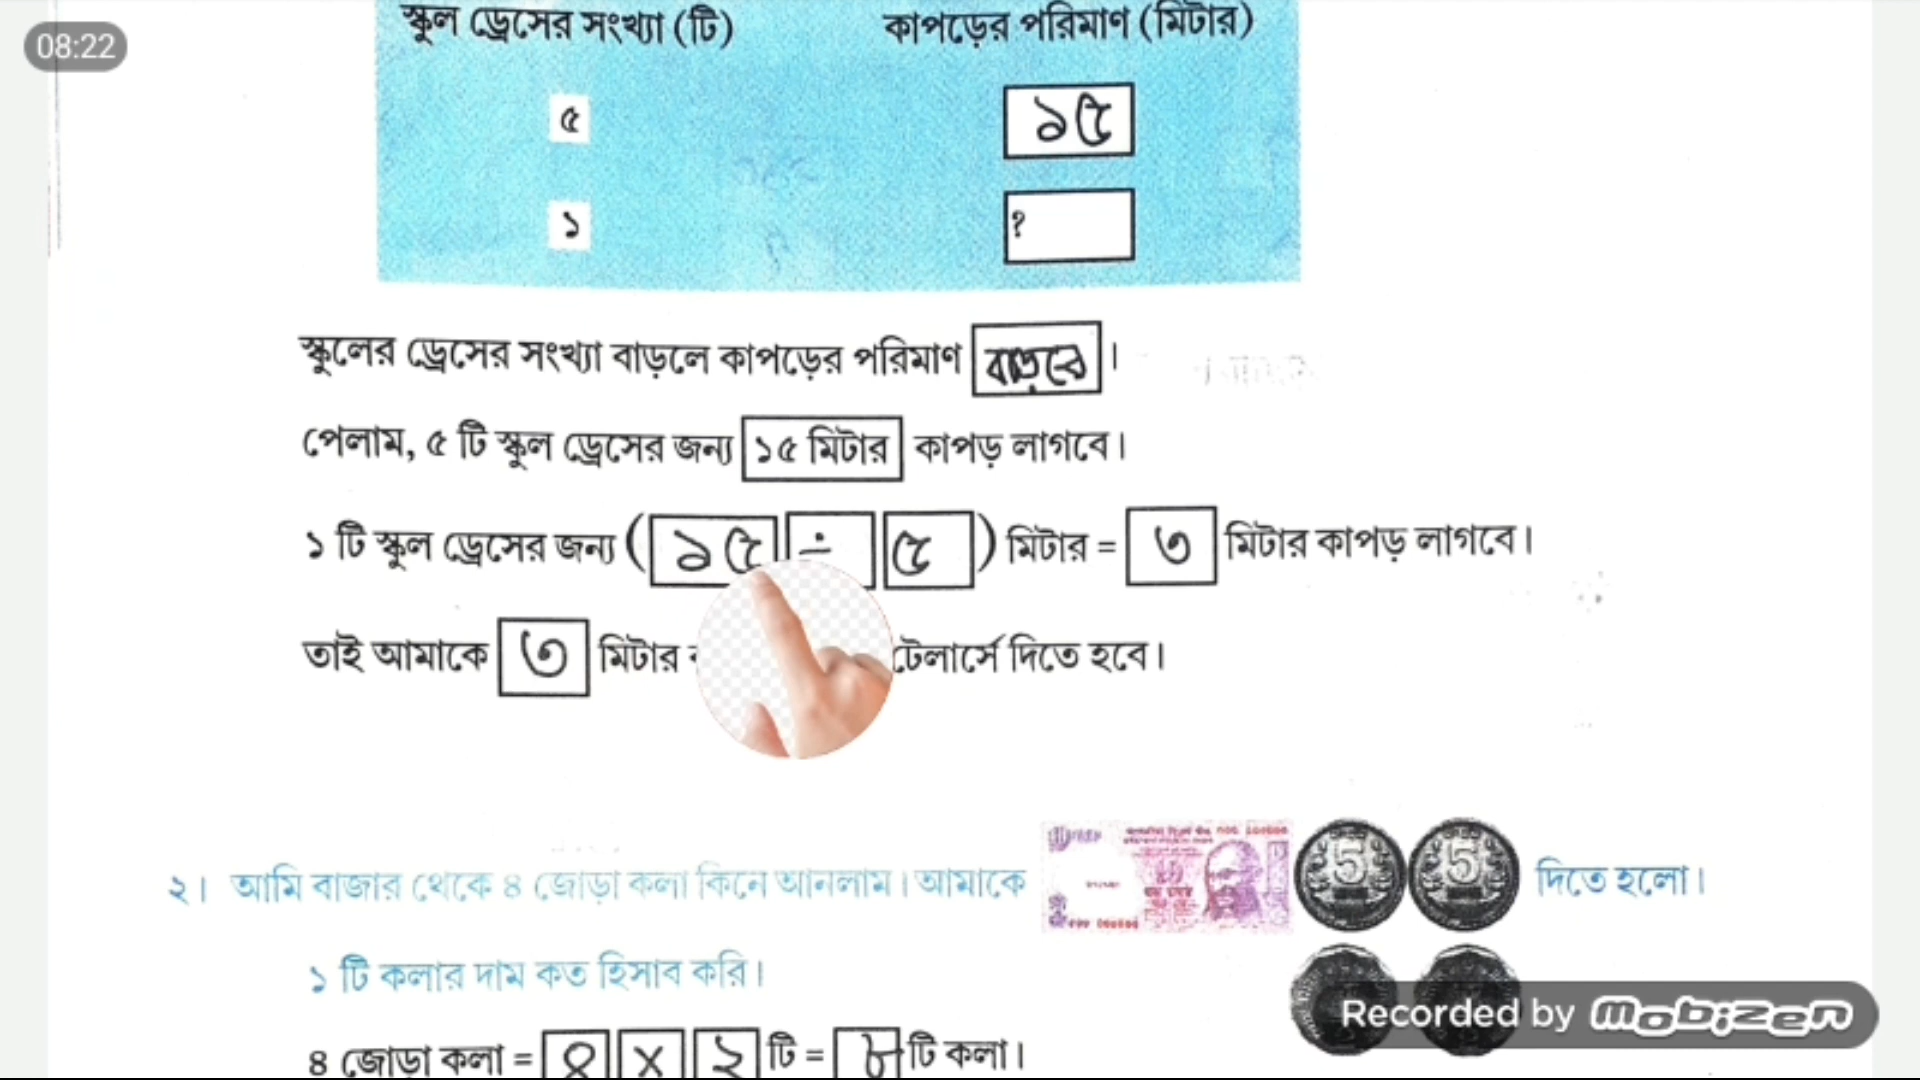 08:22
স্কুল ড্রেসের সংখ্যা (টি) কাপড়ের পরিমাণ (মিটার)
৫ ১৫
১ ?
স্কুলের ড্রেসের সংখ্যা বাড়লে কাপড়ের পরিমাণ বাড়বে ।
পেলাম, ৫ টি স্কুল ড্রেসের জন্য ১৫ মিটার কাপড় লাগবে।
১ টি স্কুল ড্রেসের জন্য ( ১৫ ÷ ৫ ) মিটার = ৩ মিটার কাপড় লাগবে।
তাই আমাকে ৩ মিটার টেলার্সে দিতে হবে।
২। আমি বাজার থেকে ৪ জোড়া কলা কিনে আনলাম। আমাকে 5 5 দিতে হলো।
১ টি কলার দাম কত হিসাব করি।
Recorded by Mobizen
৪ জোড়া কলা = ৪ × ২ টি = ৮ টি কলা।